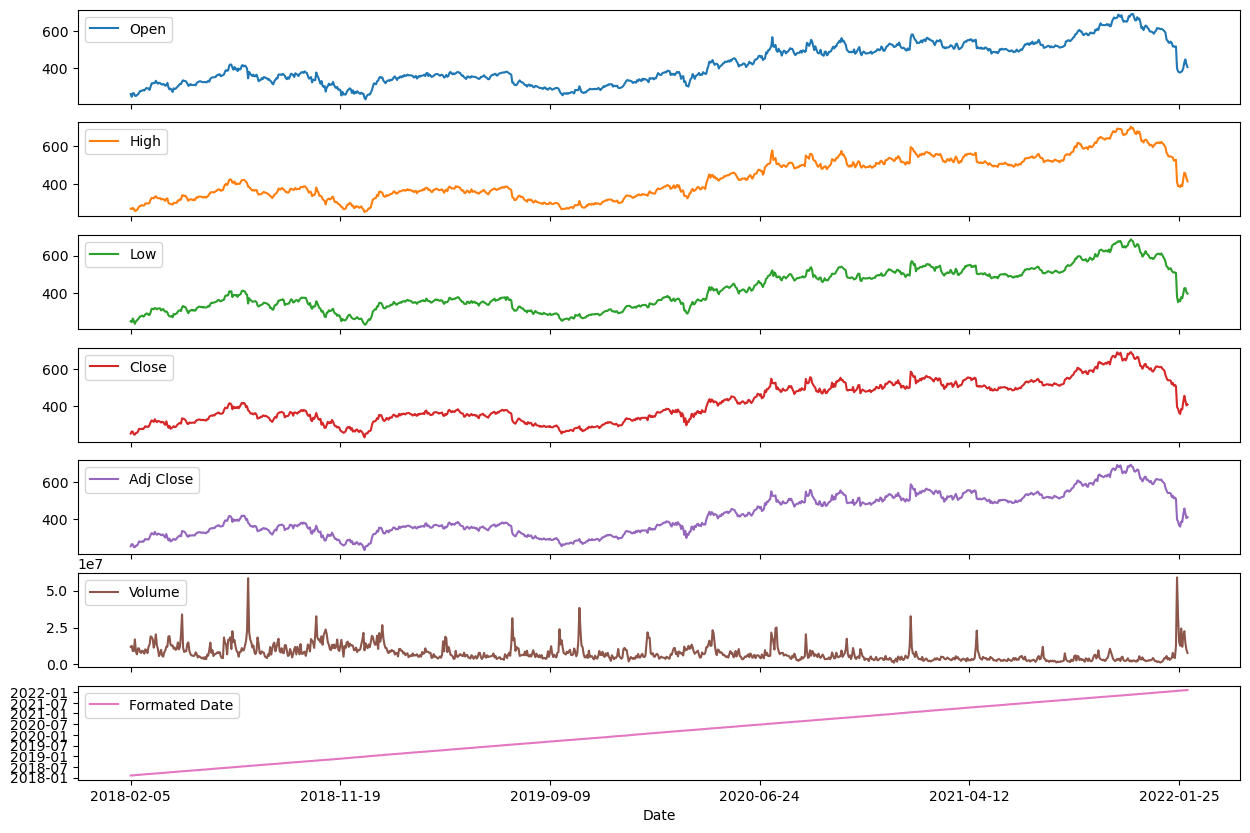 Open
600
400
High
600
400
Low
600
400
Close
600
400
Adj Close
600
400
1e7
Volume
5.0
2.5
0.0
Formated Date
2022-01
2021-07
2021-01
2020-07
2020-01
2019-07
2019-01
2018-07
2018-01
2018-02-05 2018-11-19 2019-09-09 2020-06-24 2021-04-12 2022-01-25
Date